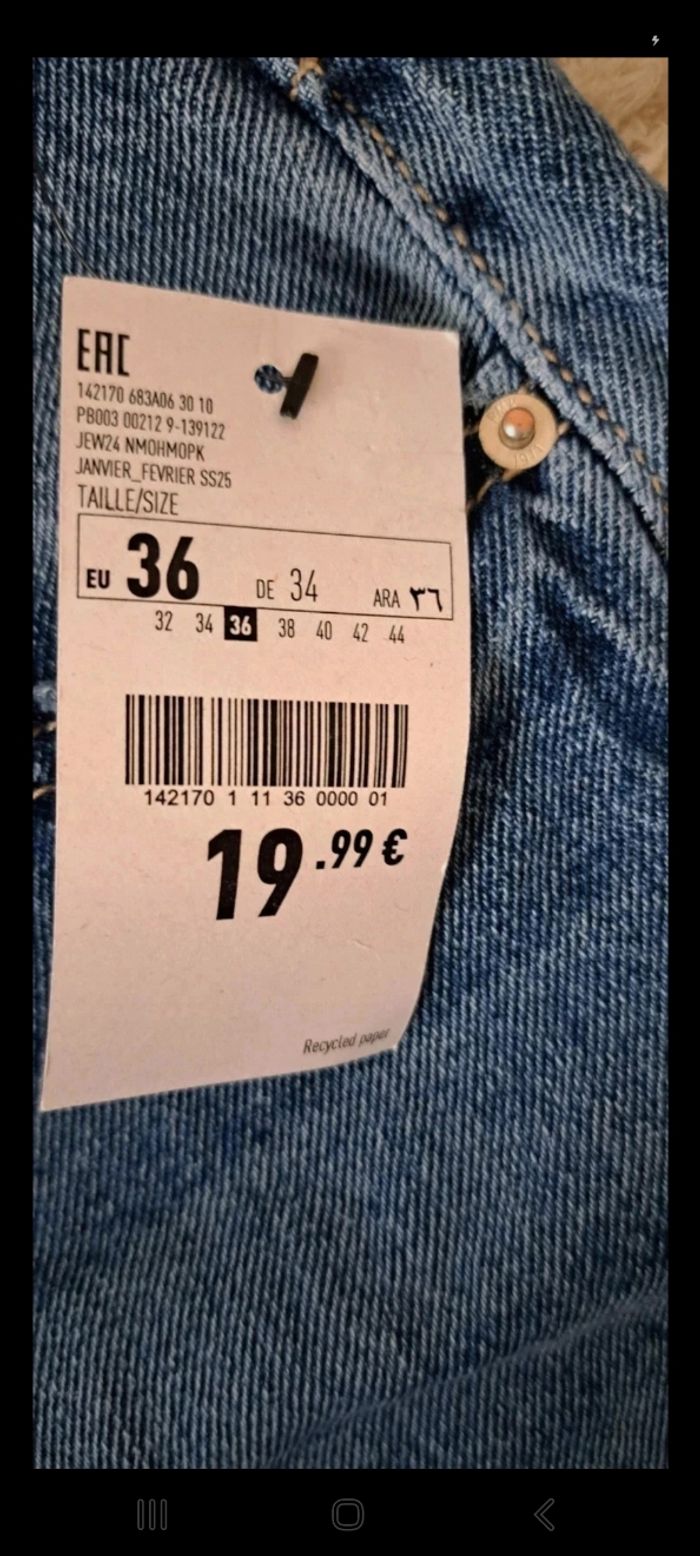 EAC
142170 683A06 30 10
PB003 00212 9-139122
JEW24 NMOHMOPK
JANVIER_FEVRIER SS25
TAILLE/SIZE
EU 36 DE 34 ARA ٣٦
32 34 36 38 40 42 44
142170 1 11 36 0000 01
19.99 €
Recycled paper